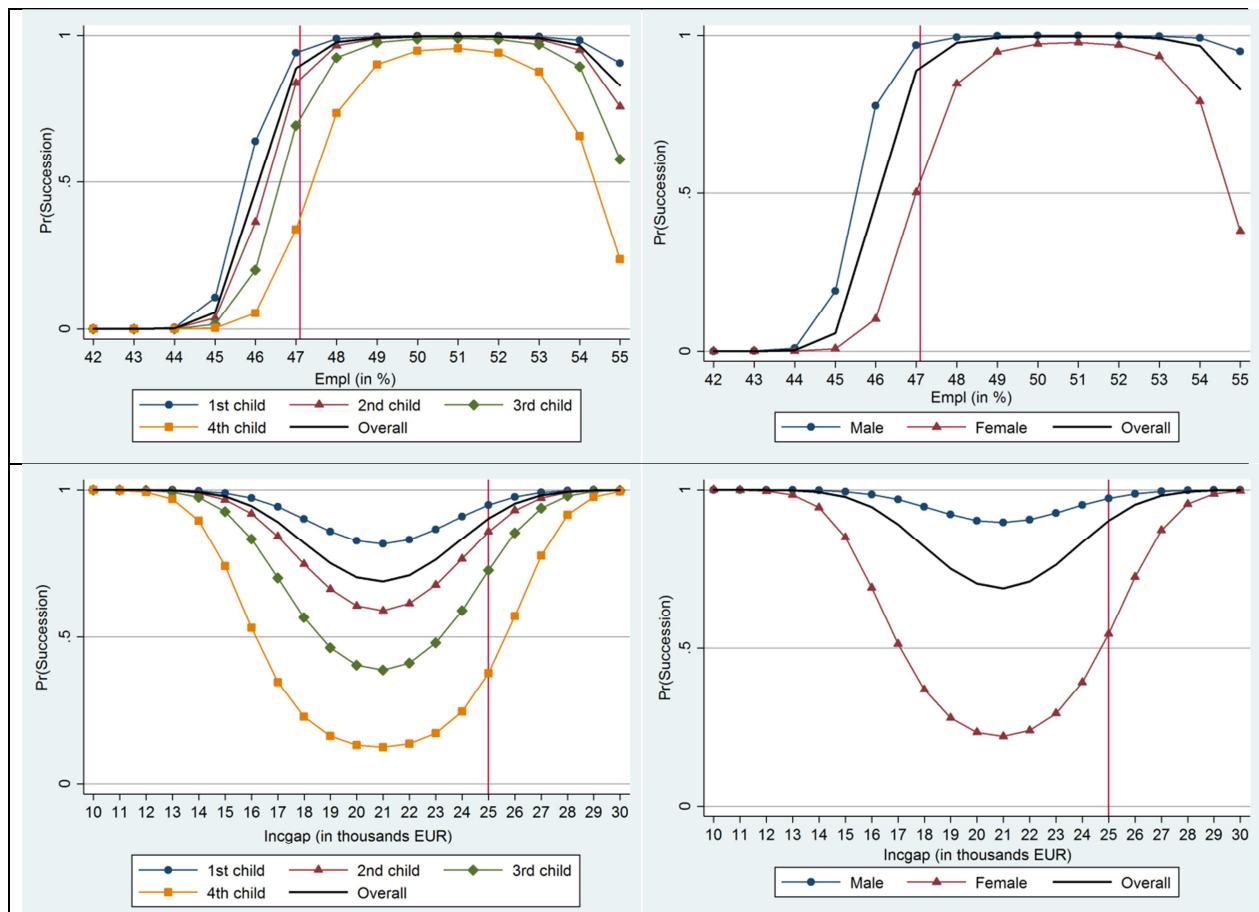 Pr(Succession)
1
.5
0
42 43 44 45 46 47 48 49 50 51 52 53 54 55
Empl (in %)
1st child 2nd child 3rd child
4th child Overall
Pr(Succession)
1
.5
0
42 43 44 45 46 47 48 49 50 51 52 53 54 55
Empl (in %)
Male Female Overall
Pr(Succession)
1
.5
0
10 11 12 13 14 15 16 17 18 19 20 21 22 23 24 25 26 27 28 29 30
Incgap (in thousands EUR)
1st child 2nd child 3rd child
4th child Overall
Pr(Succession)
1
.5
0
10 11 12 13 14 15 16 17 18 19 20 21 22 23 24 25 26 27 28 29 30
Incgap (in thousands EUR)
Male Female Overall